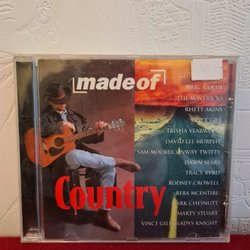 made of
Country
MARC COLLIE
THE MAVERICKS
RHETT AKINS
VINCE GILL
TRISHA YEARWOOD
DAVID LEE MURPHY
SAM MOORE/CONWAY TWITTY
DAWN SEARS
TRACY BYRD
RODNEY CROWELL
REBA MCENTIRE
MARK CHESNUTT
MARTY STUART
VINCE GILL/GLADYS KNIGHT